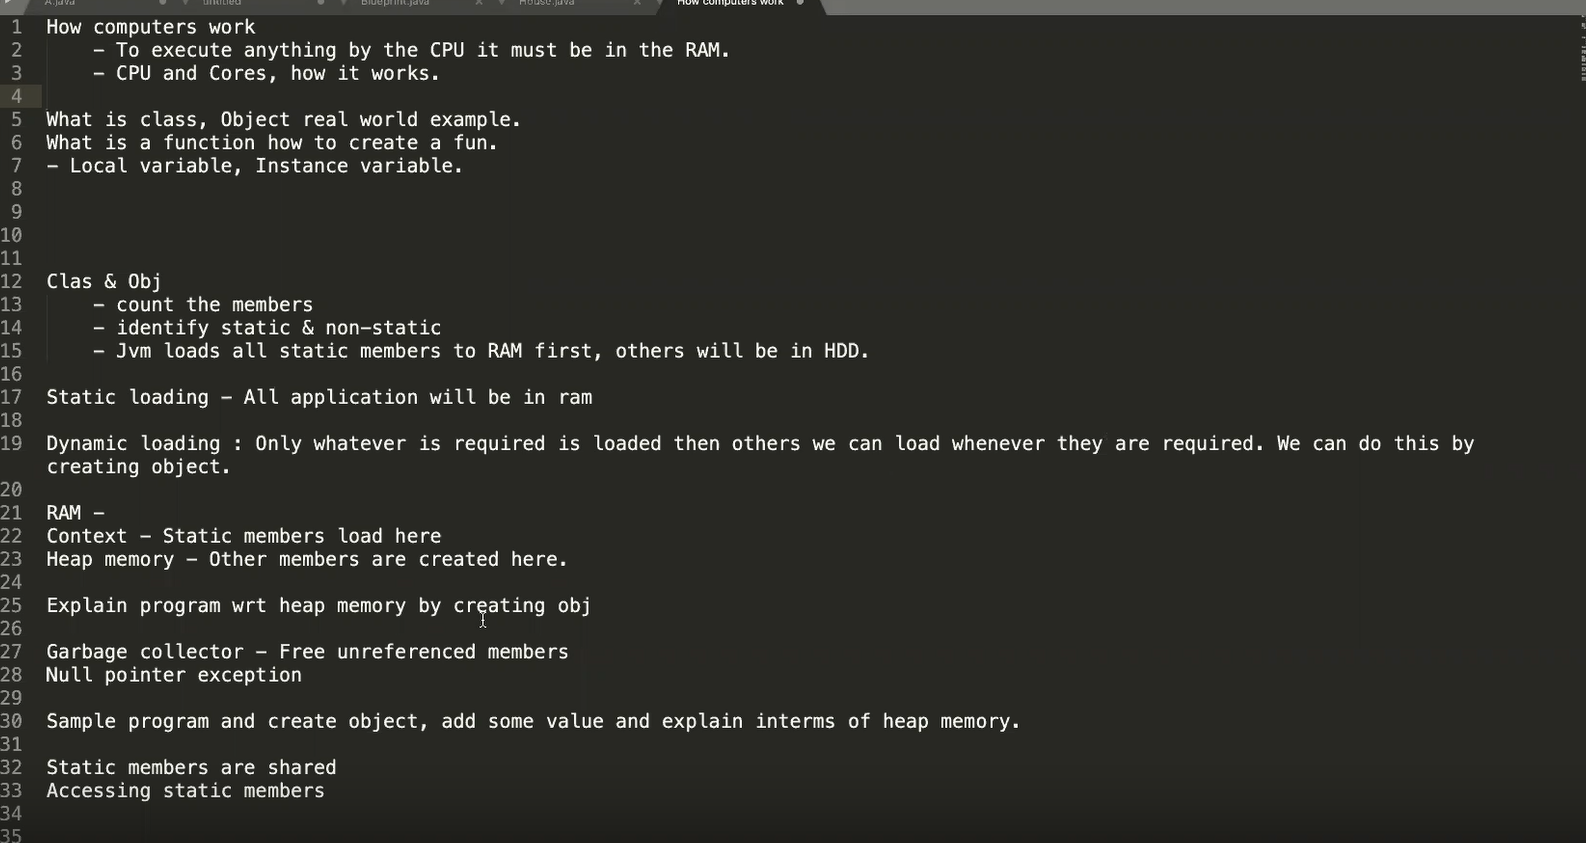 A.java untitled Blueprint.java House.java How computers work
1 How computers work
2 - To execute anything by the CPU it must be in the RAM.
3 - CPU and Cores, how it works.
4
5 What is class, Object real world example.
6 What is a function how to create a fun.
7 - Local variable, Instance variable.
8
9
10
11
12 Clas & Obj
13 - count the members
14 - identify static & non-static
15 - Jvm loads all static members to RAM first, others will be in HDD.
16
17 Static loading - All application will be in ram
18
19 Dynamic loading : Only whatever is required is loaded then others we can load whenever they are required. We can do this by
creating object.
20
21 RAM -
22 Context - Static members load here
23 Heap memory - Other members are created here.
24
25 Explain program wrt heap memory by creating obj
26
27 Garbage collector - Free unreferenced members
28 Null pointer exception
29
30 Sample program and create object, add some value and explain interms of heap memory.
31
32 Static members are shared
33 Accessing static members
34
35